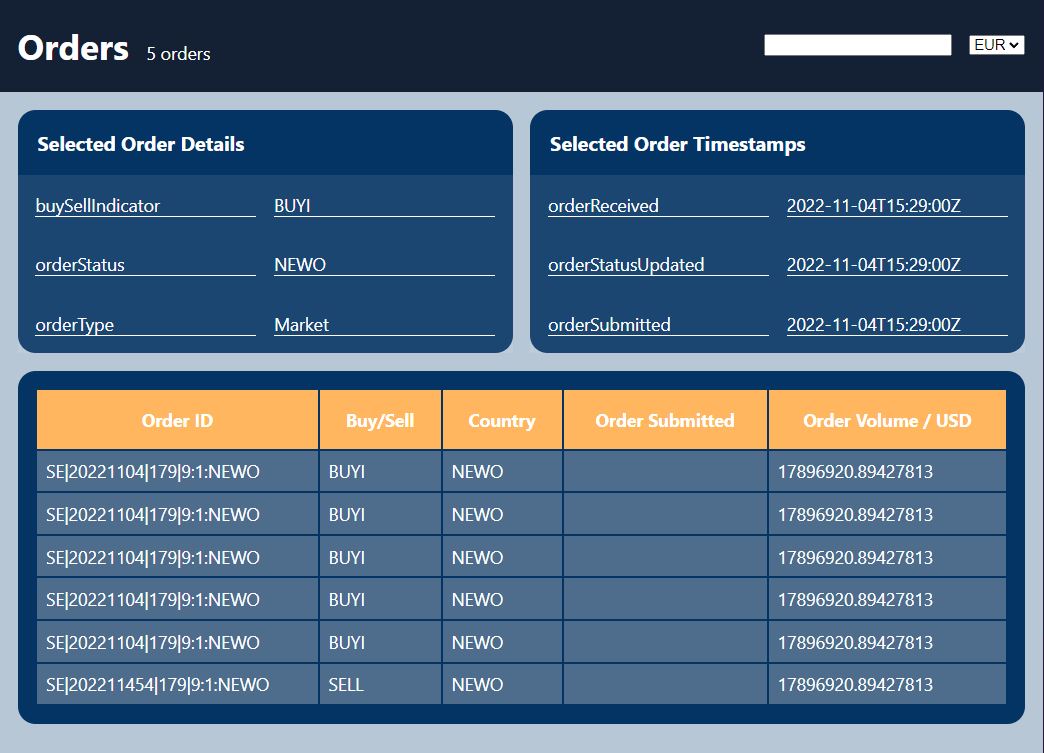 Orders 5 orders EUR
Selected Order Details
buySellIndicator BUYI
orderStatus NEWO
orderType Market
Selected Order Timestamps
orderReceived 2022-11-04T15:29:00Z
orderStatusUpdated 2022-11-04T15:29:00Z
orderSubmitted 2022-11-04T15:29:00Z
Order ID Buy/Sell Country Order Submitted Order Volume / USD
SE|20221104|179|9:1:NEWO BUYI NEWO 17896920.89427813
SE|20221104|179|9:1:NEWO BUYI NEWO 17896920.89427813
SE|20221104|179|9:1:NEWO BUYI NEWO 17896920.89427813
SE|20221104|179|9:1:NEWO BUYI NEWO 17896920.89427813
SE|20221104|179|9:1:NEWO BUYI NEWO 17896920.89427813
SE|202211454|179|9:1:NEWO SELL NEWO 17896920.89427813